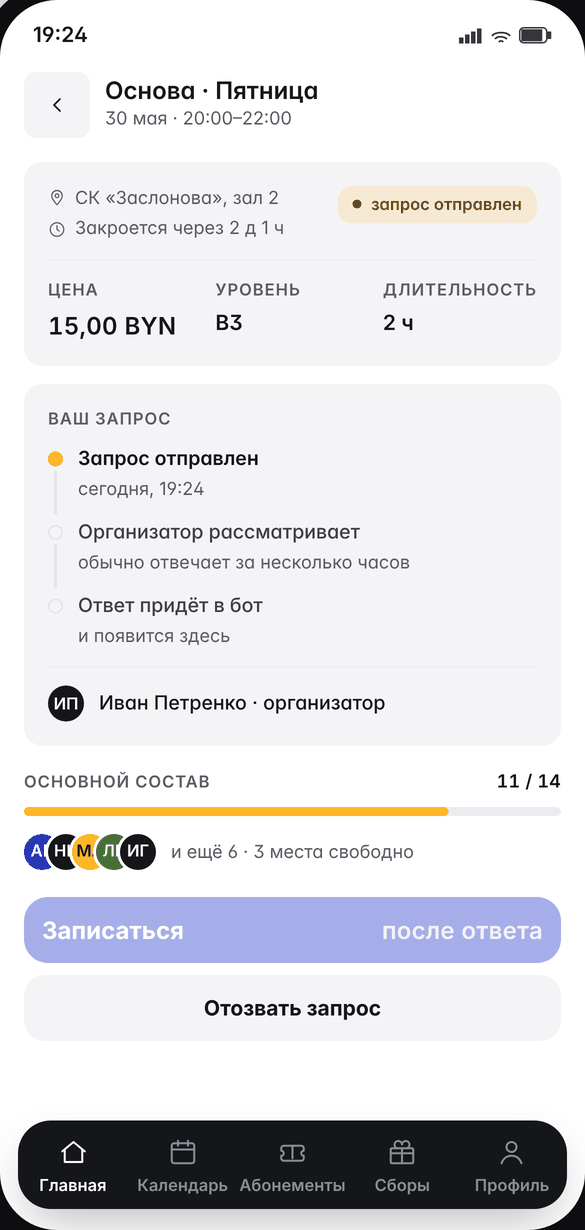 19:24
Основа · Пятница
30 мая · 20:00–22:00
СК «Заслонова», зал 2
запрос отправлен
Закроется через 2 д 1 ч
ЦЕНА
УРОВЕНЬ
ДЛИТЕЛЬНОСТЬ
15,00 BYN
B3
2 ч
ВАШ ЗАПРОС
Запрос отправлен
сегодня, 19:24
Организатор рассматривает
обычно отвечает за несколько часов
Ответ придёт в бот
и появится здесь
ИП
Иван Петренко · организатор
ОСНОВНОЙ СОСТАВ
11 / 14
ИГ
и ещё 6 · 3 места свободно
Записаться
после ответа
Отозвать запрос
Главная
Календарь
Абонементы
Сборы
Профиль